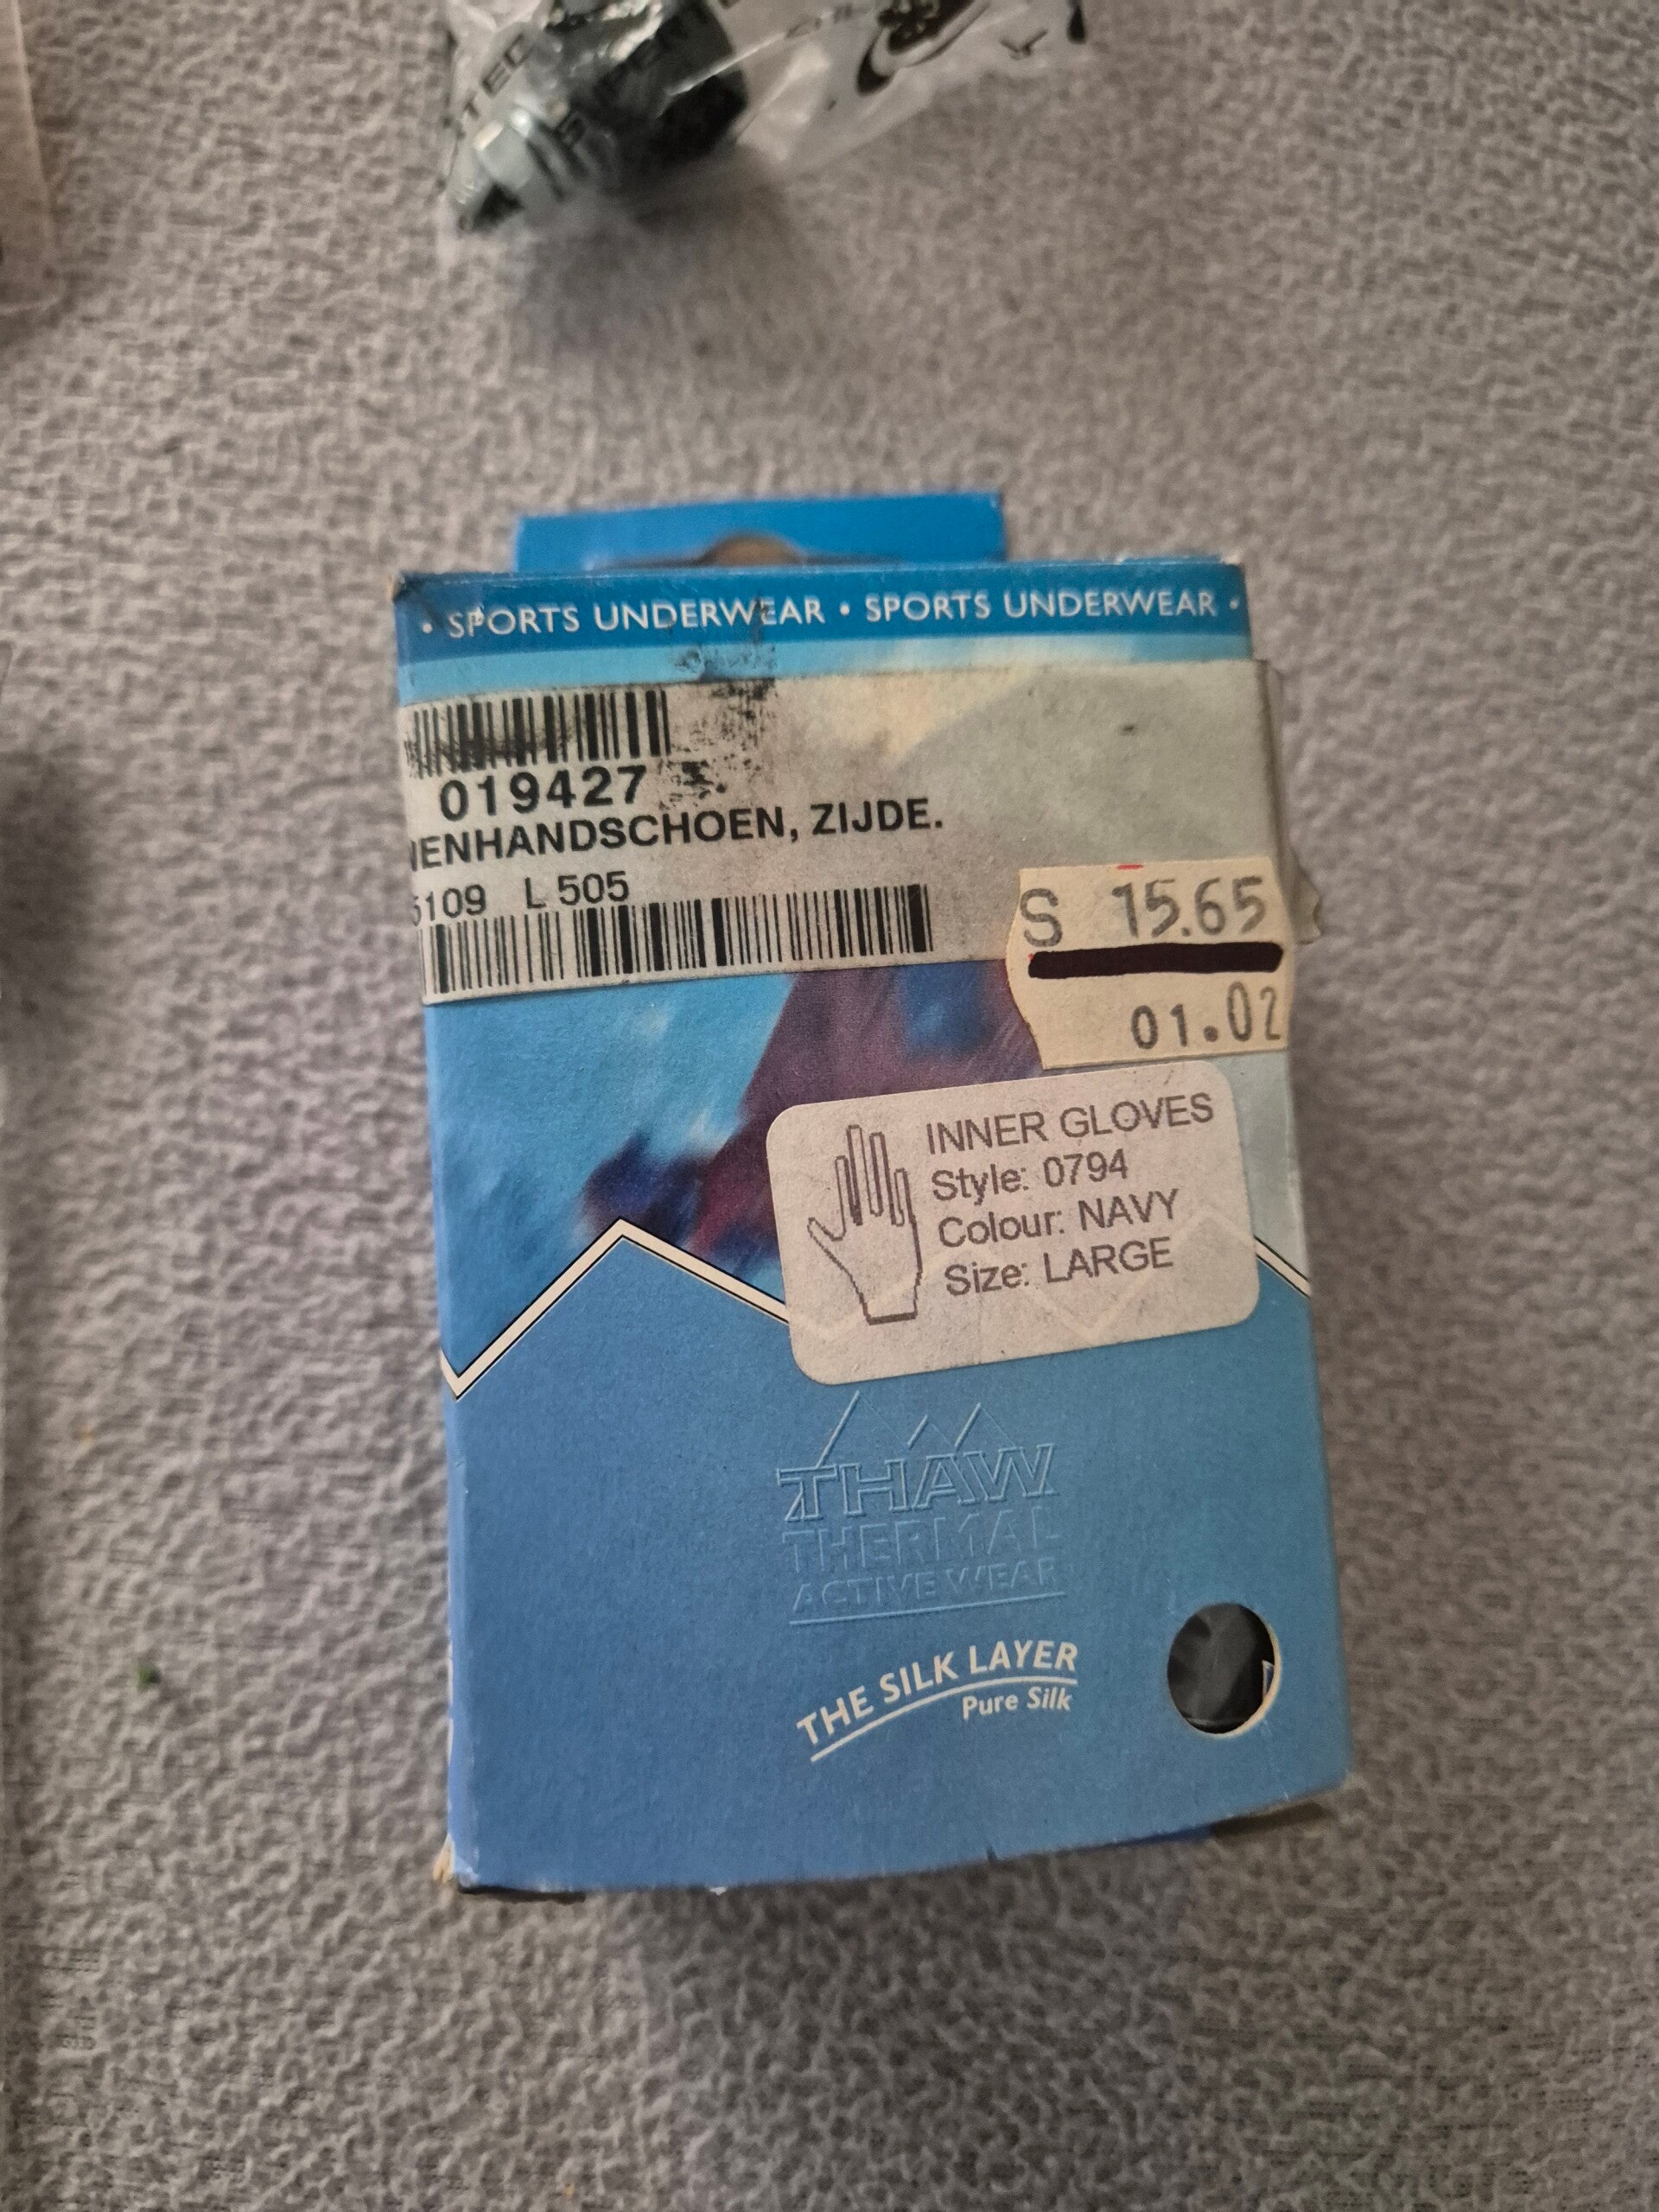 • SPORTS UNDERWEAR • SPORTS UNDERWEAR •
019427
NENHANDSCHOEN, ZIJDE.
5109 L 505
S 15.65
01.02
INNER GLOVES
Style: 0794
Colour: NAVY
Size: LARGE
THAW
THERMAL
ACTIVE WEAR
THE SILK LAYER
Pure Silk